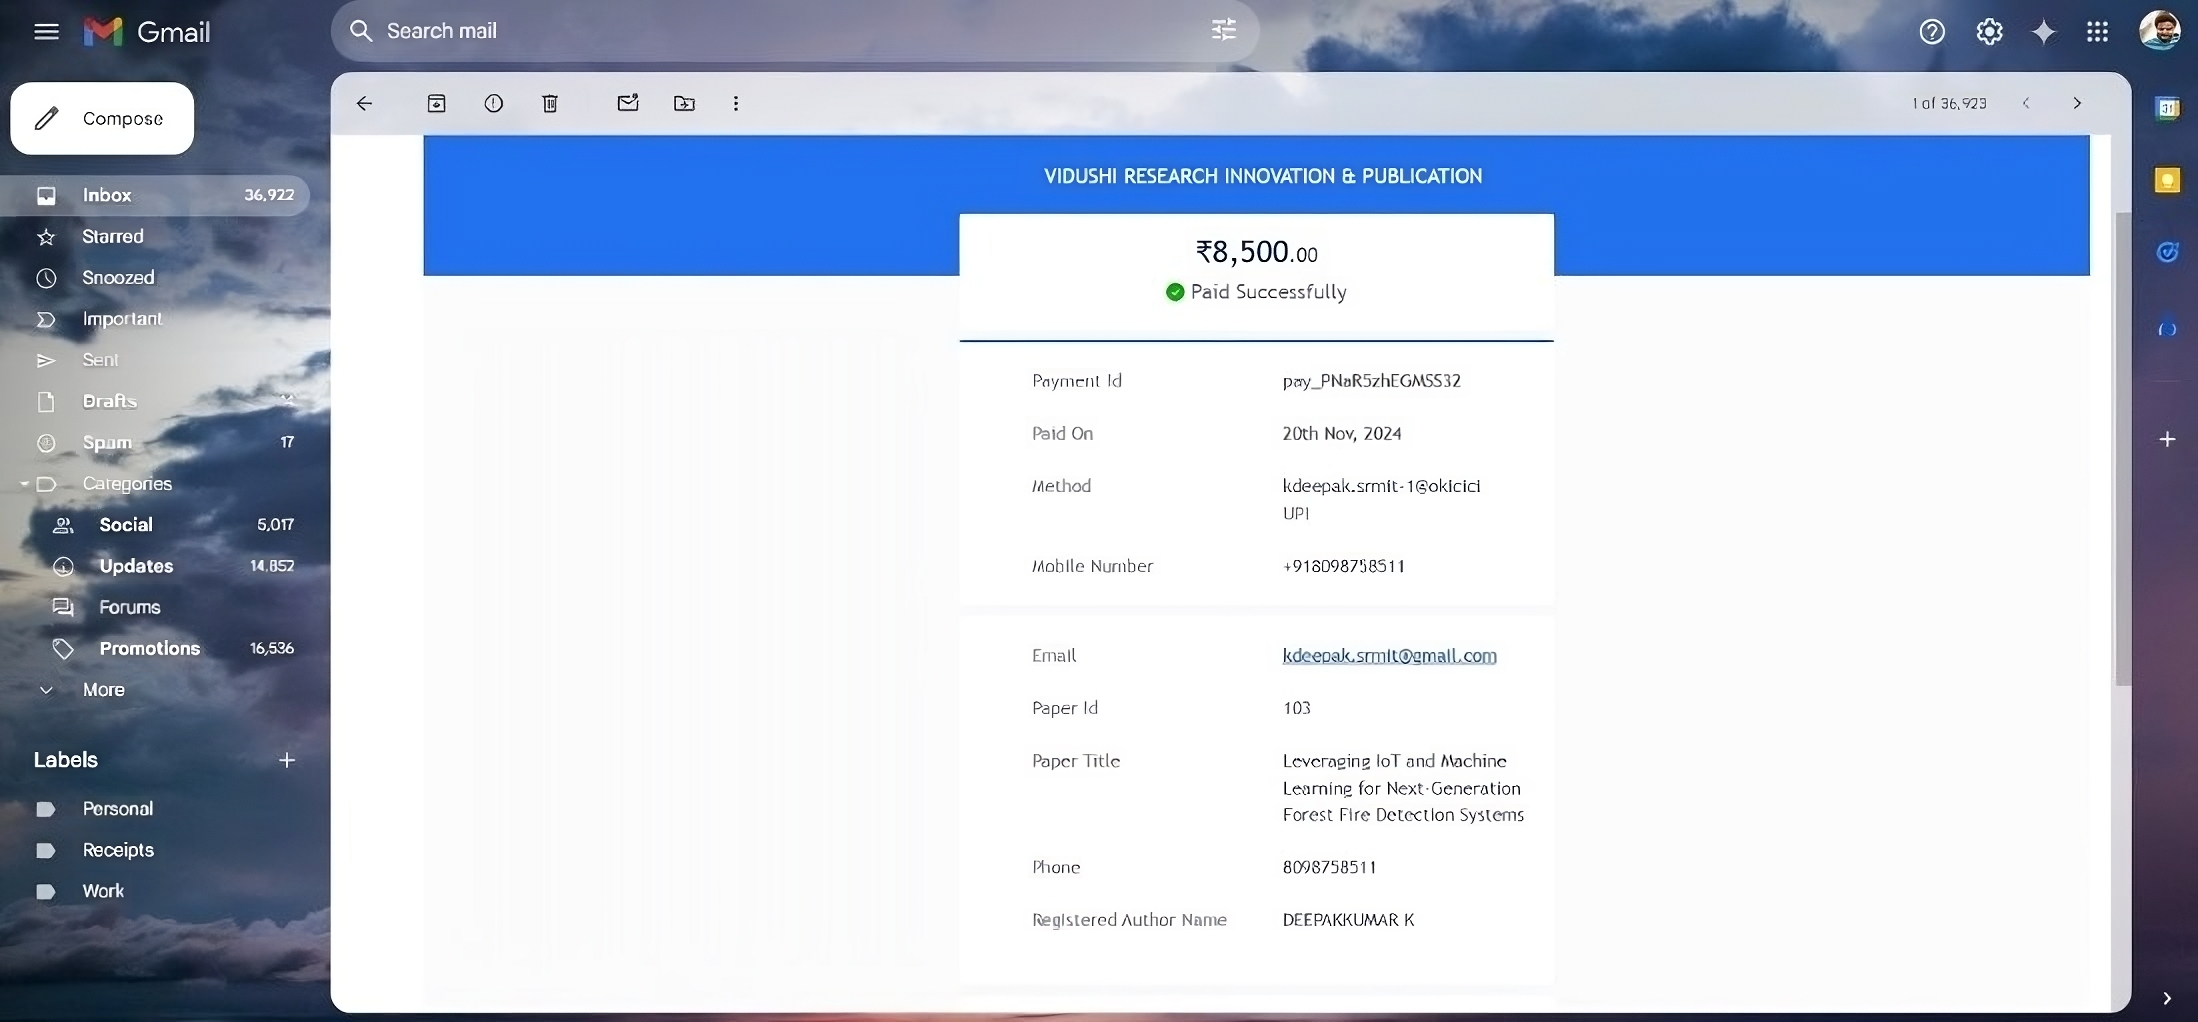 Gmail
Search mail
Compose
1 of 36,923
Inbox 36,922
Starred
Snoozed
Important
Sent
Drafts
Spam 17
Categories
Social 5,017
Updates 14,852
Forums
Promotions 16,536
More
Labels
Personal
Receipts
Work
VIDUSHI RESEARCH INNOVATION & PUBLICATION
₹8,500.00
Paid Successfully
Payment Id pay_PNaR5zhEGMSS32
Paid On 20th Nov, 2024
Method kdeepak.srmit-1@okicici
UPI
Mobile Number +918098758511
Email kdeepak.srmit@gmail.com
Paper Id 103
Paper Title Leveraging IoT and Machine
Learning for Next-Generation
Forest Fire Detection Systems
Phone 8098758511
Registered Author Name DEEPAKKUMAR K
31